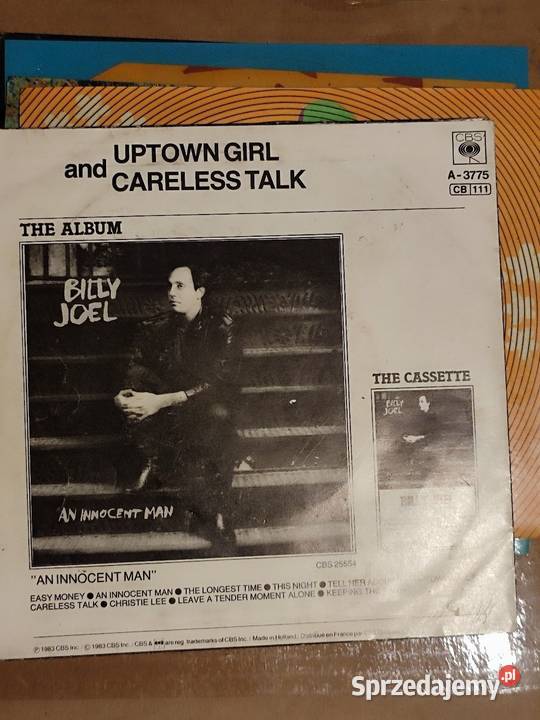 UPTOWN GIRL
and
CARELESS TALK
CBS
A-3775
CB 111
THE ALBUM
BILLY
JOEL
AN INNOCENT MAN
THE CASSETTE
BILLY
JOEL
CBS 25554
"AN INNOCENT MAN"
EASY MONEY ● AN INNOCENT MAN ● THE LONGEST TIME ● THIS NIGHT ● TELL HER
CARELESS TALK ● CHRISTIE LEE ● LEAVE A TENDER MOMENT ALONE ● KEEPING THE
℗ 1983 CBS Inc. © 1983 CBS Inc. CBS & are reg. trademarks of CBS Inc. Made in Holland. Distribué en France par
Sprzedajemy.pl